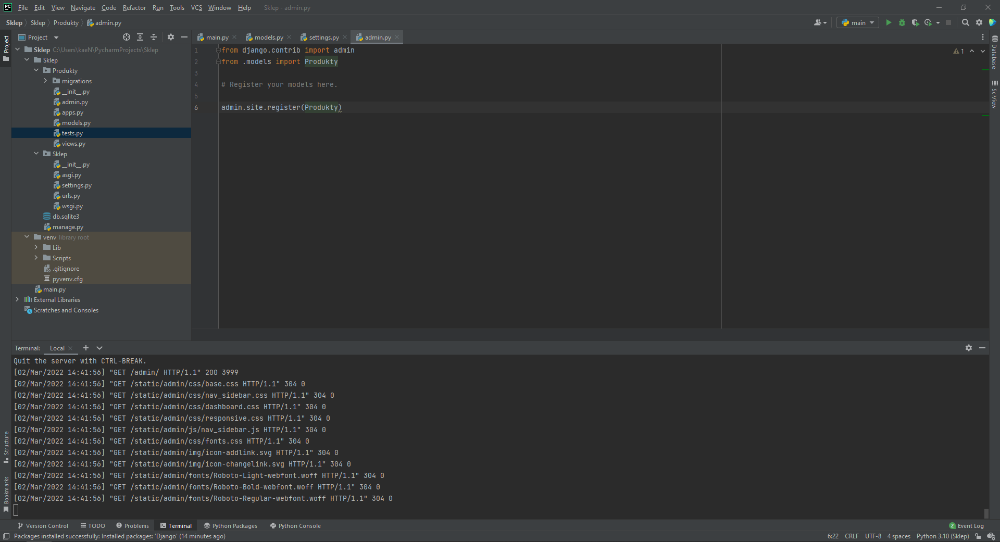 PC File Edit View Navigate Code Refactor Run Tools VCS Window Help Sklep - admin.py
Sklep Sklep Produkty admin.py main
Project
Project main.py models.py settings.py admin.py
Sklep C:\Users\kaeN\PycharmProjects\Sklep
Sklep
Produkty
migrations
__init__.py
admin.py
apps.py
models.py
tests.py
views.py
Sklep
__init__.py
asgi.py
settings.py
urls.py
wsgi.py
db.sqlite3
manage.py
venv library root
Lib
Scripts
.gitignore
pyvenv.cfg
main.py
External Libraries
Scratches and Consoles
1 from django.contrib import admin
2 from .models import Produkty
3
4 # Register your models here.
5
6 admin.site.register(Produkty)
1
Database
SciView
Terminal: Local
Quit the server with CTRL-BREAK.
[02/Mar/2022 14:41:56] "GET /admin/ HTTP/1.1" 200 3999
[02/Mar/2022 14:41:56] "GET /static/admin/css/base.css HTTP/1.1" 304 0
[02/Mar/2022 14:41:56] "GET /static/admin/css/nav_sidebar.css HTTP/1.1" 304 0
[02/Mar/2022 14:41:56] "GET /static/admin/css/dashboard.css HTTP/1.1" 304 0
[02/Mar/2022 14:41:56] "GET /static/admin/css/responsive.css HTTP/1.1" 304 0
[02/Mar/2022 14:41:56] "GET /static/admin/js/nav_sidebar.js HTTP/1.1" 304 0
[02/Mar/2022 14:41:56] "GET /static/admin/css/fonts.css HTTP/1.1" 304 0
[02/Mar/2022 14:41:56] "GET /static/admin/img/icon-addlink.svg HTTP/1.1" 304 0
[02/Mar/2022 14:41:56] "GET /static/admin/img/icon-changelink.svg HTTP/1.1" 304 0
[02/Mar/2022 14:41:56] "GET /static/admin/fonts/Roboto-Light-webfont.woff HTTP/1.1" 304 0
[02/Mar/2022 14:41:56] "GET /static/admin/fonts/Roboto-Bold-webfont.woff HTTP/1.1" 304 0
[02/Mar/2022 14:41:56] "GET /static/admin/fonts/Roboto-Regular-webfont.woff HTTP/1.1" 304 0
Structure
Bookmarks
Version Control TODO Problems Terminal Python Packages Python Console 2 Event Log
Packages installed successfully: Installed packages: 'Django' (14 minutes ago) 6:22 CRLF UTF-8 4 spaces Python 3.10 (Sklep)